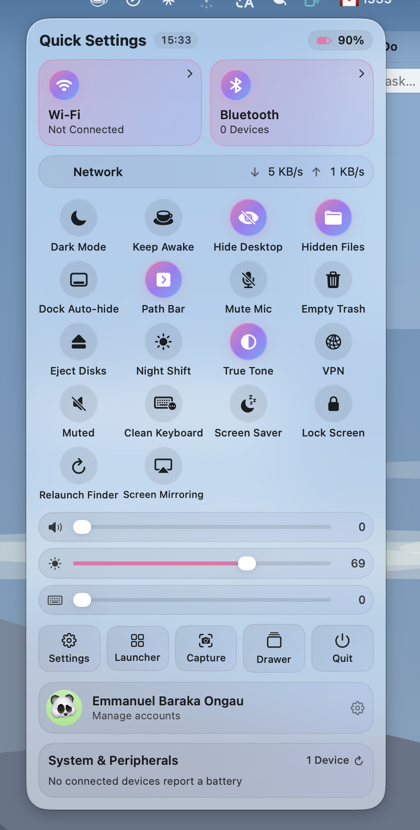 Do
ask...
Quick Settings 15:33 90%
Wi-Fi
Not Connected
Bluetooth
0 Devices
Network ↓ 5 KB/s ↑ 1 KB/s
Dark Mode Keep Awake Hide Desktop Hidden Files
Dock Auto-hide Path Bar Mute Mic Empty Trash
Eject Disks Night Shift True Tone VPN
Muted Clean Keyboard Screen Saver Lock Screen
Relaunch Finder Screen Mirroring
0
69
0
Settings Launcher Capture Drawer Quit
Emmanuel Baraka Ongau
Manage accounts
System & Peripherals 1 Device
No connected devices report a battery